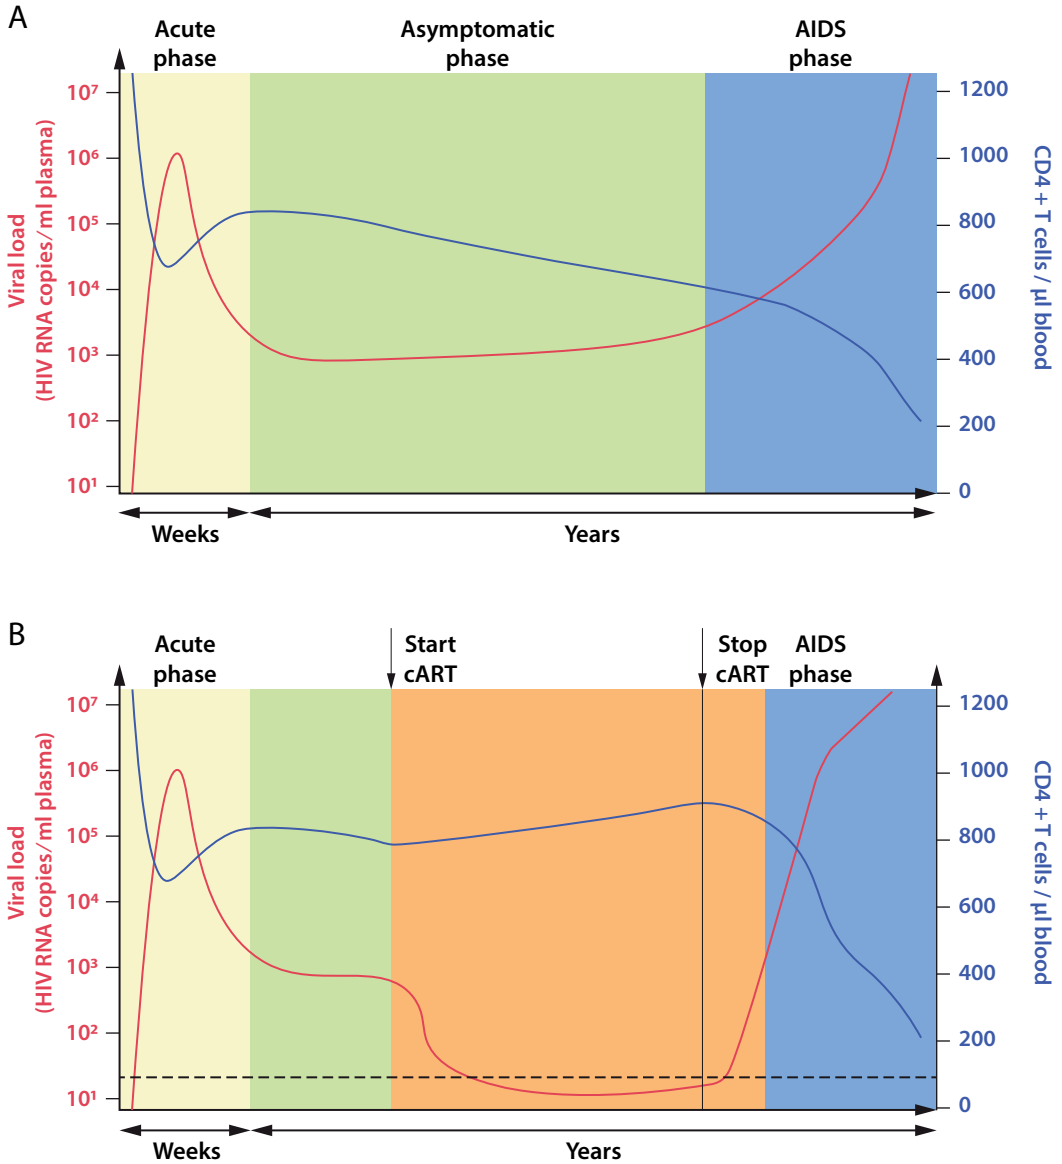 A
Acute
phase
Asymptomatic
phase
AIDS
phase
Viral load
(HIV RNA copies/ml plasma)
10⁷
10⁶
10⁵
10⁴
10³
10²
10¹
1200
1000
800
600
400
200
0
CD4 + T cells / µl blood
Weeks
Years
B
Acute
phase
Start
cART
Stop
cART
AIDS
phase
Viral load
(HIV RNA copies/ml plasma)
10⁷
10⁶
10⁵
10⁴
10³
10²
10¹
1200
1000
800
600
400
200
0
CD4 + T cells / µl blood
Weeks
Years